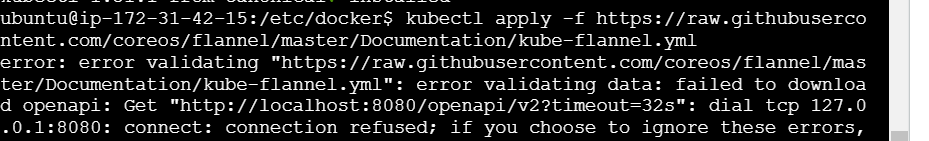 ubuntu@ip-172-31-42-15:/etc/docker$ kubectl apply -f https://raw.githubuserco
ntent.com/coreos/flannel/master/Documentation/kube-flannel.yml
error: error validating "https://raw.githubusercontent.com/coreos/flannel/mas
ter/Documentation/kube-flannel.yml": error validating data: failed to downloa
d openapi: Get "http://localhost:8080/openapi/v2?timeout=32s": dial tcp 127.0
.0.1:8080: connect: connection refused; if you choose to ignore these errors,